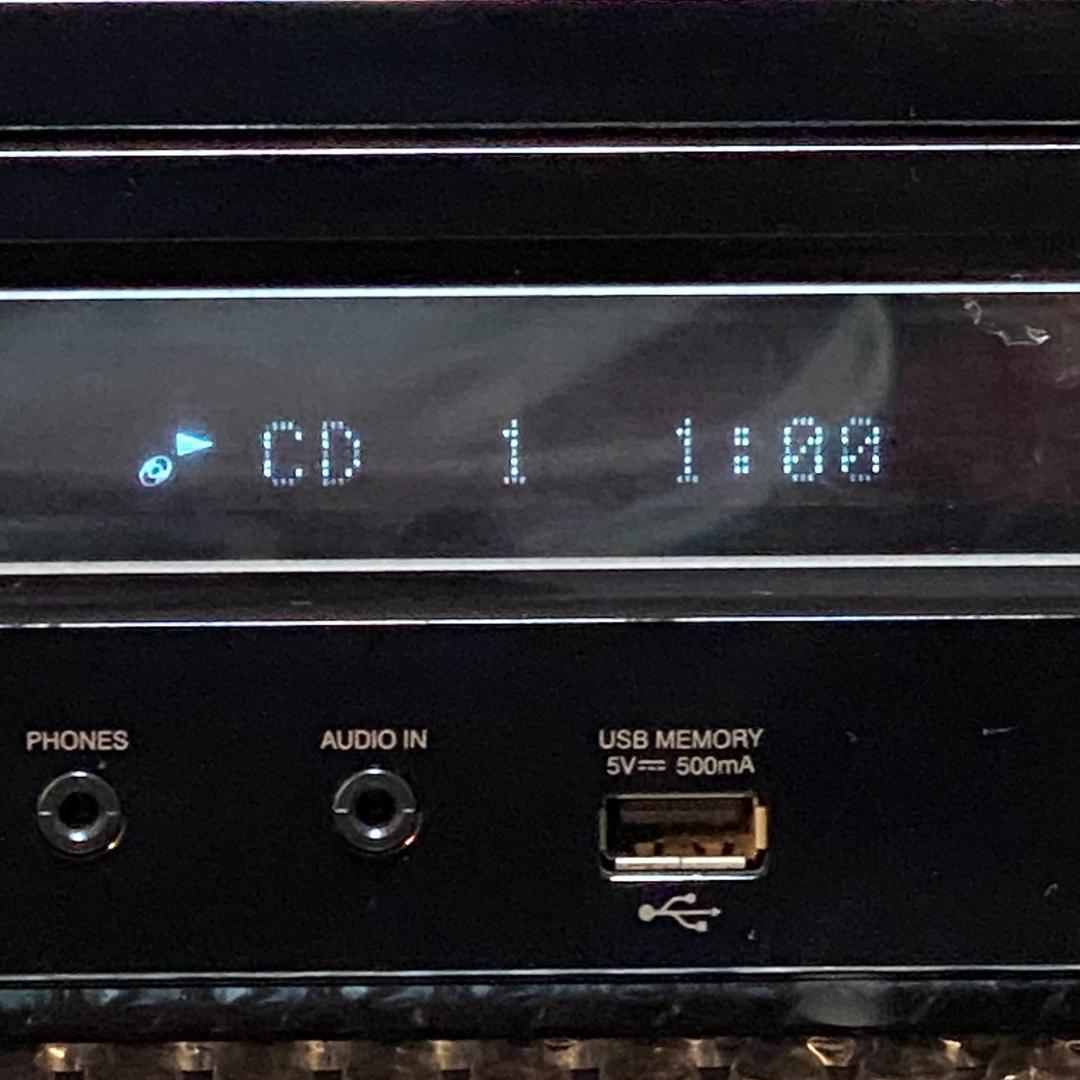 CD 1 1:00
PHONES AUDIO IN USB MEMORY
5V⎓ 500mA